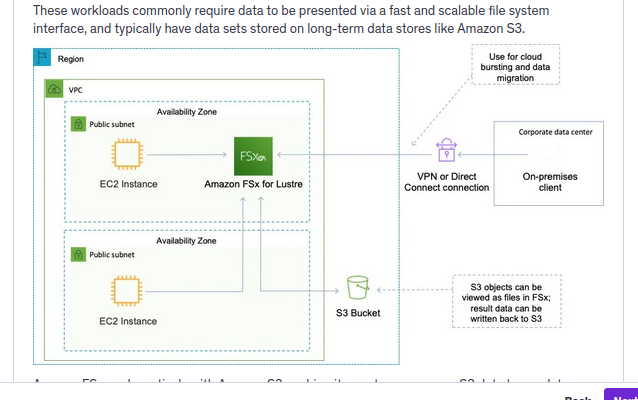 These workloads commonly require data to be presented via a fast and scalable file system
interface, and typically have data sets stored on long-term data stores like Amazon S3.
Region
Use for cloud
bursting and data
migration
VPC
Availability Zone
Public subnet
Corporate data center
FSx
EC2 Instance
Amazon FSx for Lustre
VPN or Direct
Connect connection
On-premises
client
Availability Zone
Public subnet
EC2 Instance
S3 Bucket
S3 objects can be
viewed as files in FSx;
result data can be
written back to S3